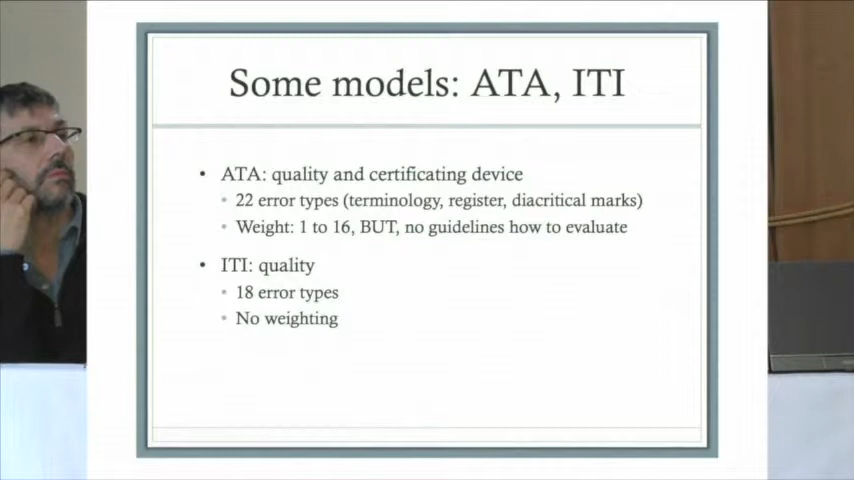 Some models: ATA, ITI
• ATA: quality and certificating device
• 22 error types (terminology, register, diacritical marks)
• Weight: 1 to 16, BUT, no guidelines how to evaluate
• ITI: quality
• 18 error types
• No weighting